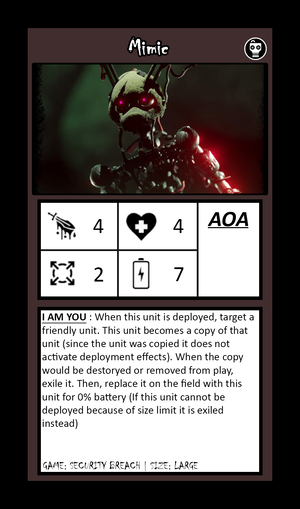 Mimic
4
4
AOA
2
7
I AM YOU : When this unit is deployed, target a
friendly unit. This unit becomes a copy of that
unit (since the unit was copied it does not
activate deployment effects). When the copy
would be destoryed or removed from play,
exile it. Then, replace it on the field with this
unit for 0% battery (If this unit cannot be
deployed because of size limit it is exiled
instead)
GAME: SECURITY BREACH | SIZE: LARGE